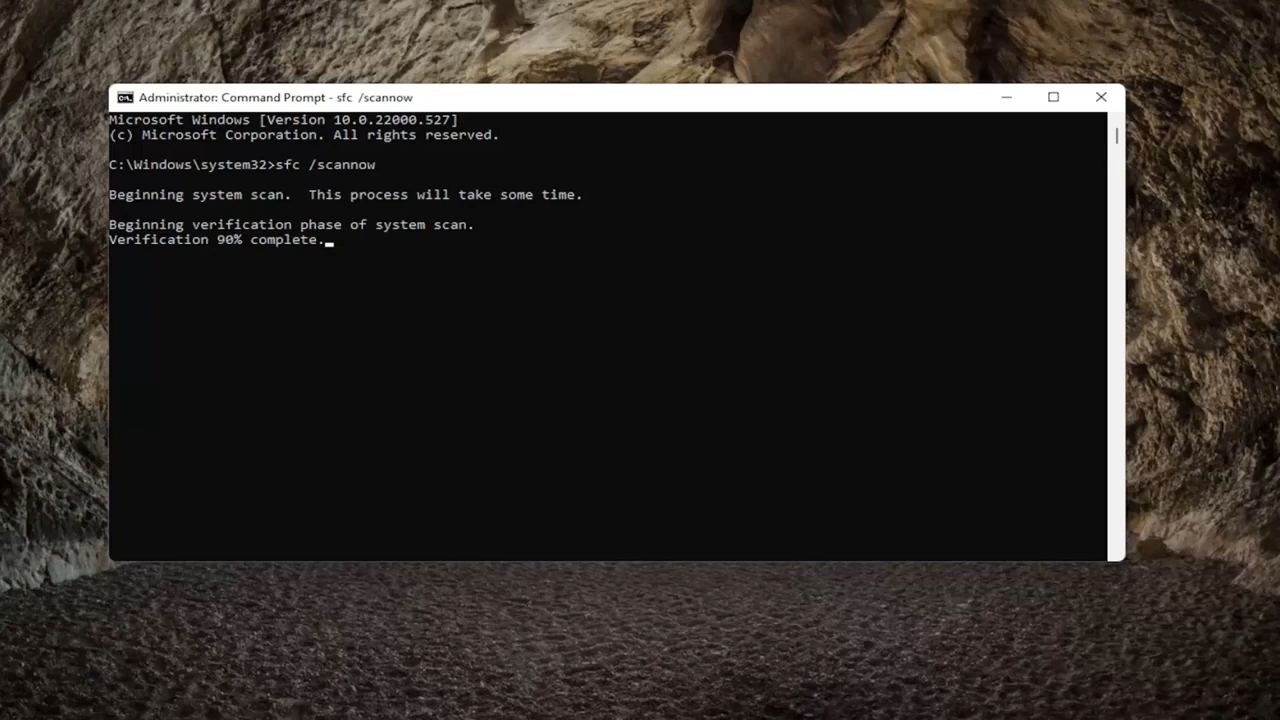 Administrator: Command Prompt - sfc  /scannow
Microsoft Windows [Version 10.0.22000.527]
(c) Microsoft Corporation. All rights reserved.
C:\Windows\system32>sfc /scannow
Beginning system scan.  This process will take some time.
Beginning verification phase of system scan.
Verification 90% complete.